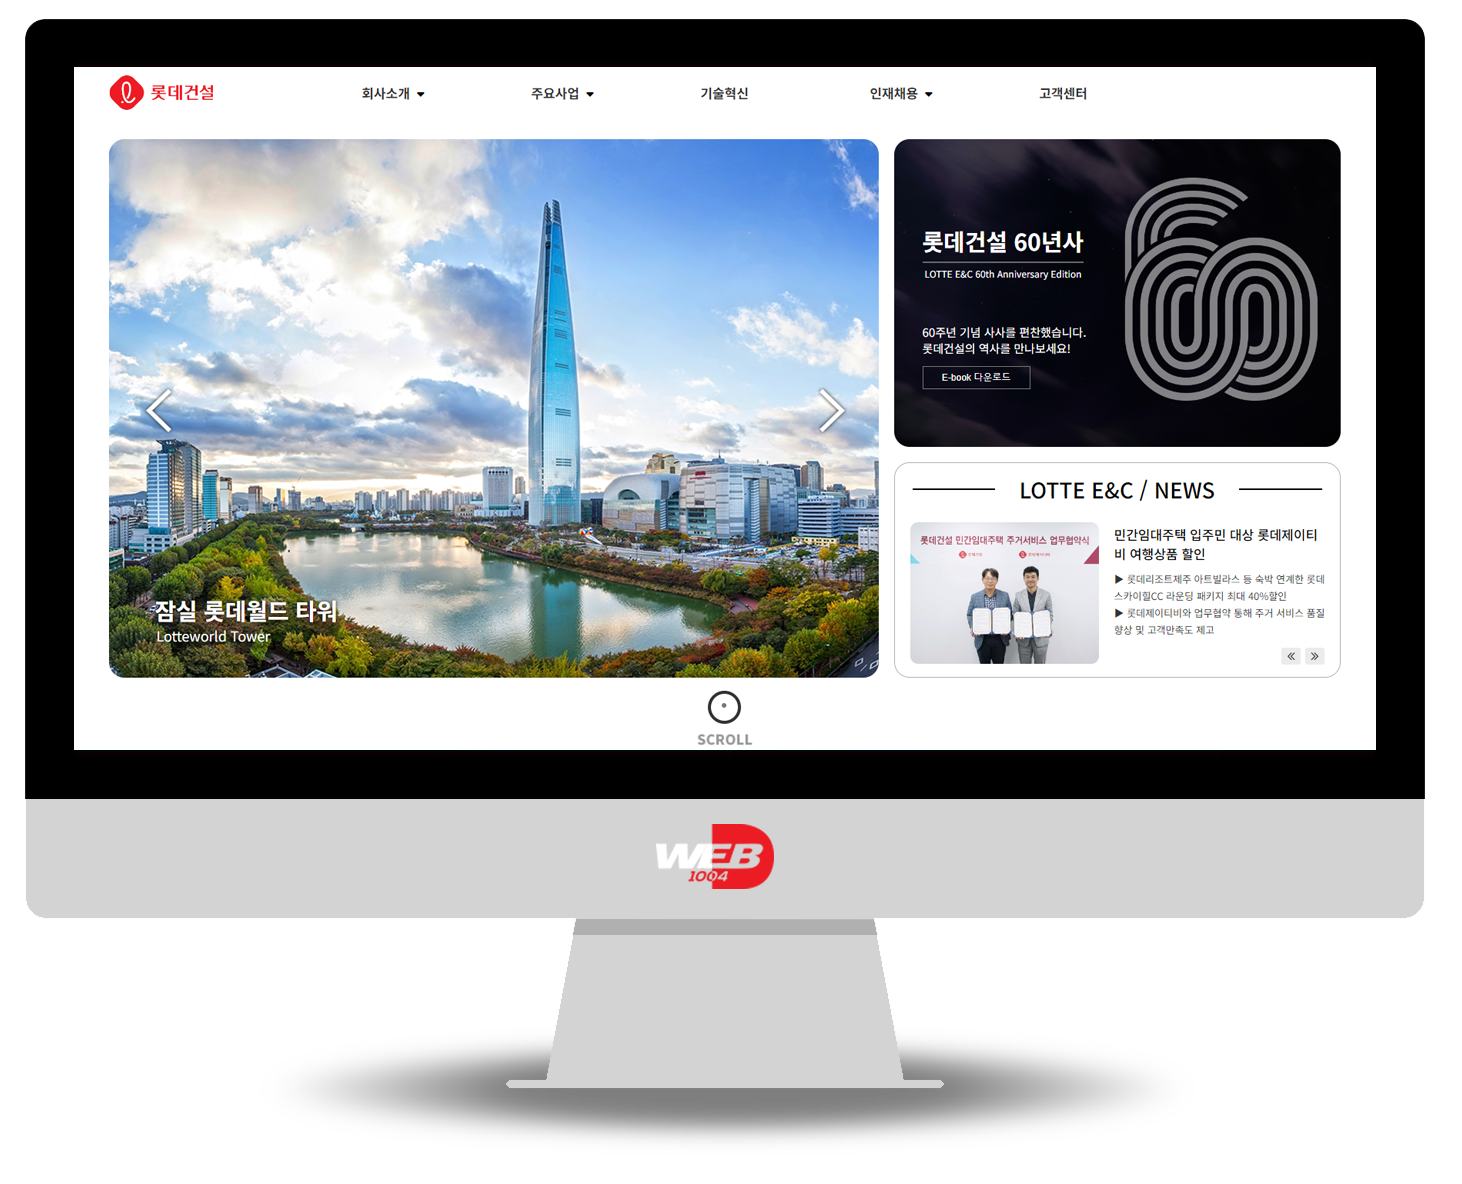 롯데건설
회사소개
주요사업
기술혁신
인재채용
고객센터
잠실 롯데월드 타워
Lotteworld Tower
롯데건설 60년사
LOTTE E&C 60th Anniversary Edition
60주년 기념 사사를 편찬했습니다.
롯데건설의 역사를 만나보세요!
E-book 다운로드
60
LOTTE E&C / NEWS
롯데건설 민간임대주택 주거서비스 업무협약식
민간임대주택 입주민 대상 롯데제이티
비 여행상품 할인
▶ 롯데리조트제주 아트빌라스 등 숙박 연계한 롯데
스카이힐CC 라운딩 패키지 최대 40%할인
▶ 롯데제이티비와 업무협약 통해 주거 서비스 품질
향상 및 고객만족도 제고
SCROLL
WEB
1004